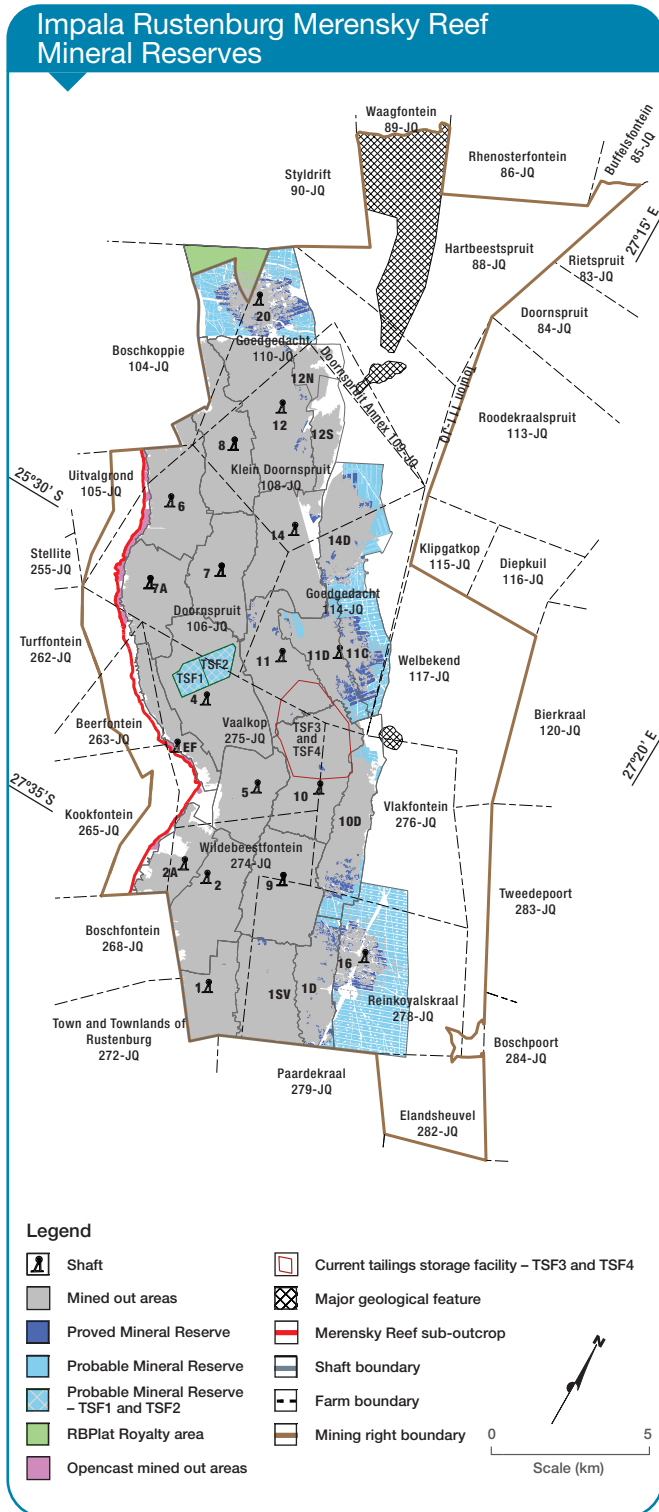 Impala Rustenburg Merensky Reef
Mineral Reserves
Waagfontein
89-JQ
Rhenosterfontein
86-JQ
Buffelsfontein
85-JQ
Styldrift
90-JQ
27º15' E
Hartbeestspruit
88-JQ
Rietspruit
83-JQ
Doornspruit
84-JQ
20
Goedgedacht
110-JQ
Boschkoppie
104-JQ
Doornspruit Annex 109-JQ
Toulon 111-JQ
12N
12
12S
Roodekraalspruit
113-JQ
8
Klein Doornspruit
108-JQ
Uitvalgrond
105-JQ
25º30' S
6
14
14D
Stellite
255-JQ
Klipgatkop
115-JQ
Diepkuil
116-JQ
7
7A
Goedgedacht
114-JQ
Doornspruit
106-JQ
Turffontein
262-JQ
11
11D
11C
TSF2
TSF1
Welbekend
117-JQ
4
Bierkraal
120-JQ
Beerfontein
263-JQ
Vaalkop
275-JQ
TSF3
and
TSF4
EF
27º20' E
27º35'S
5
10
Vlakfontein
276-JQ
Kookfontein
265-JQ
10D
Wildebeestfontein
274-JQ
2A
2
9
Tweedepoort
283-JQ
Boschfontein
268-JQ
16
1
1SV
1D
Reinkoyalskraal
278-JQ
Town and Townlands of
Rustenburg
272-JQ
Boschpoort
284-JQ
Paardekraal
279-JQ
Elandsheuvel
282-JQ
Legend
Shaft
Mined out areas
Proved Mineral Reserve
Probable Mineral Reserve
Probable Mineral Reserve
– TSF1 and TSF2
RBPlat Royalty area
Opencast mined out areas
Current tailings storage facility – TSF3 and TSF4
Major geological feature
Merensky Reef sub-outcrop
Shaft boundary
Farm boundary
Mining right boundary
N
0 5
Scale (km)